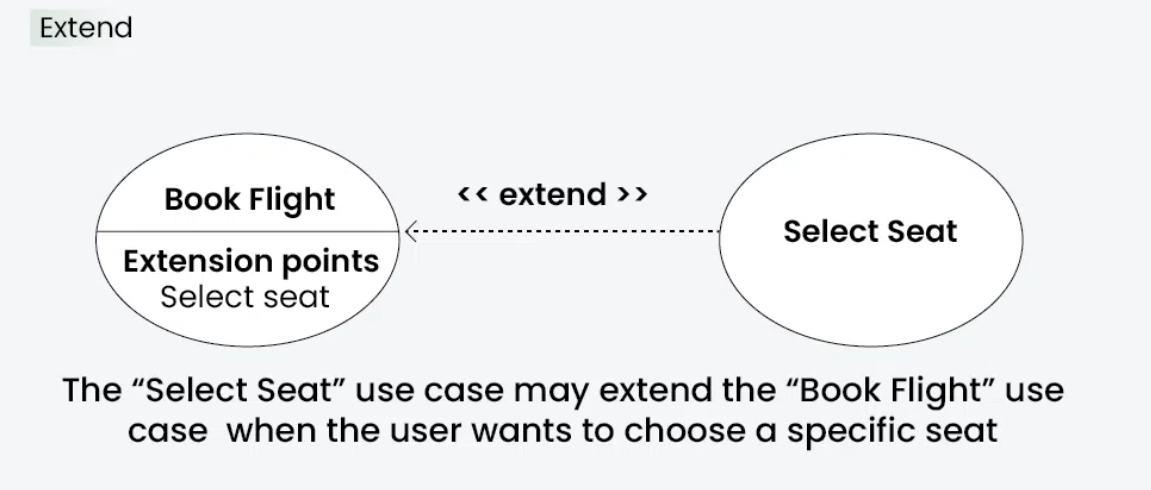 Extend
Book Flight
Extension points
Select seat
<< extend >>
Select Seat
The “Select Seat” use case may extend the “Book Flight” use
case  when the user wants to choose a specific seat